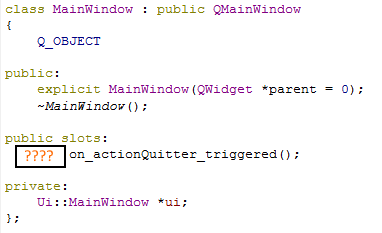 class MainWindow : public QMainWindow
{
    Q_OBJECT

public:
    explicit MainWindow(QWidget *parent = 0);
    ~MainWindow();

public slots:
    ???? on_actionQuitter_triggered();

private:
    Ui::MainWindow *ui;
};